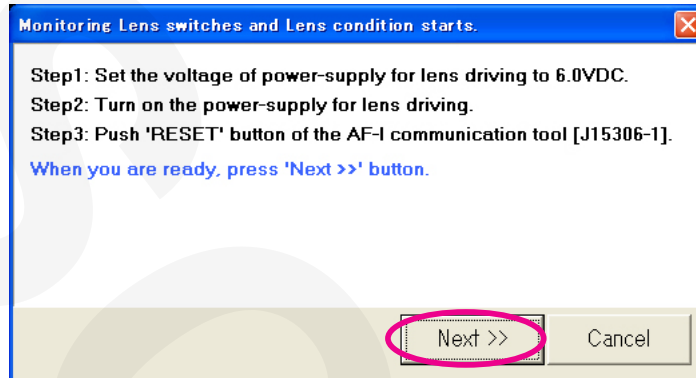 Monitoring Lens switches and Lens condition starts.
Step1: Set the voltage of power-supply for lens driving to 6.0VDC.
Step2: Turn on the power-supply for lens driving.
Step3: Push 'RESET' button of the AF-I communication tool [J15306-1].
When you are ready, press 'Next >>' button.
Next >> Cancel